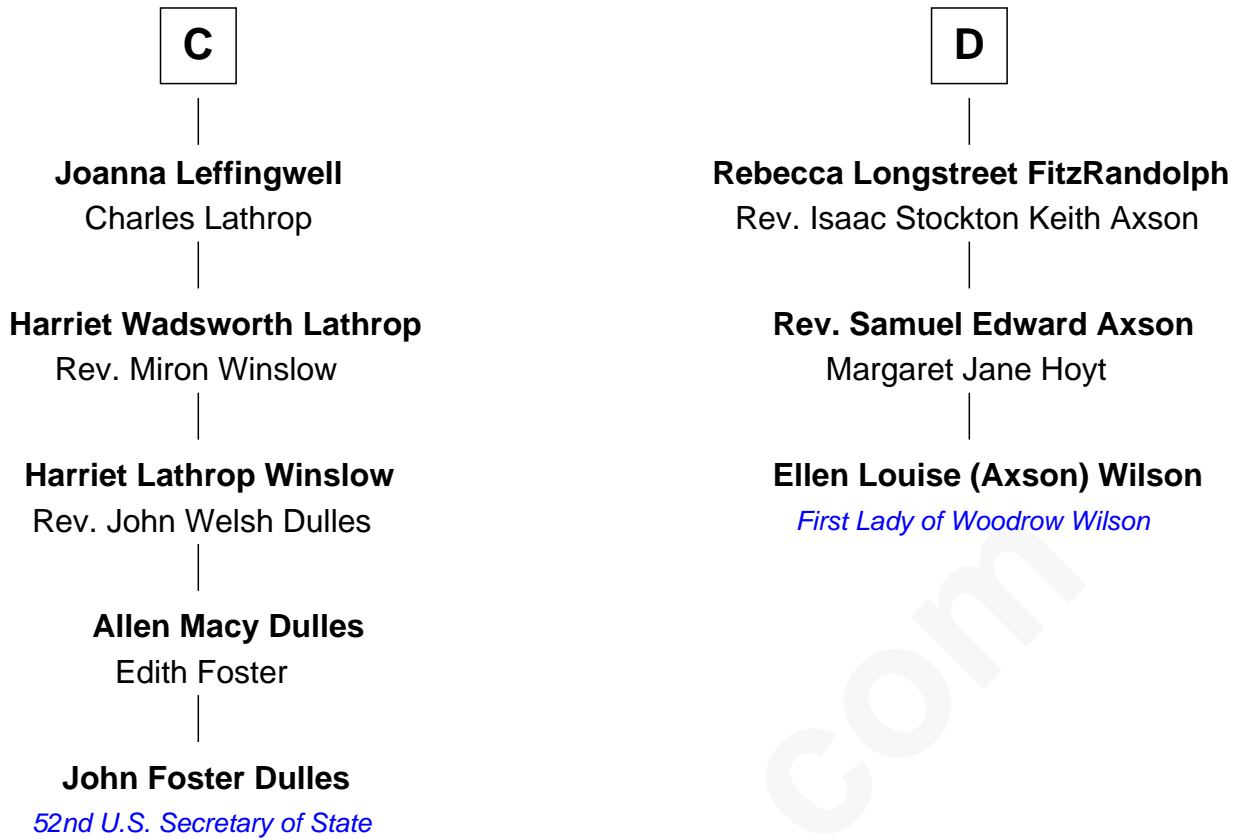 C
Joanna Leffingwell
Charles Lathrop
Harriet Wadsworth Lathrop
Rev. Miron Winslow
Harriet Lathrop Winslow
Rev. John Welsh Dulles
Allen Macy Dulles
Edith Foster
John Foster Dulles
52nd U.S. Secretary of State
D
Rebecca Longstreet FitzRandolph
Rev. Isaac Stockton Keith Axson
Rev. Samuel Edward Axson
Margaret Jane Hoyt
Ellen Louise (Axson) Wilson
First Lady of Woodrow Wilson
com